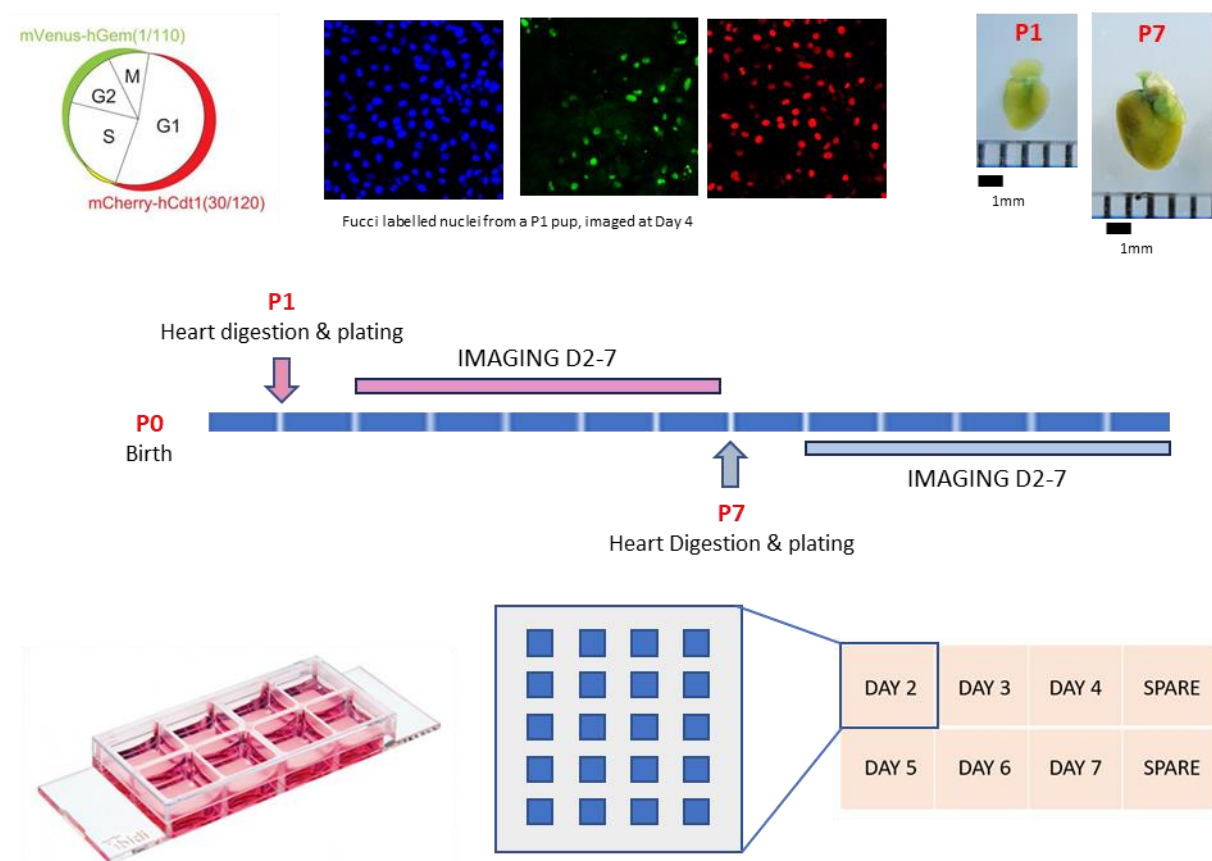 mVenus-hGem(1/110)
M
G2
G1
S
mCherry-hCdt1(30/120)
Fucci labelled nuclei from a P1 pup, imaged at Day 4
P1
P7
1mm
1mm
P1
Heart digestion & plating
IMAGING D2-7
P0
Birth
IMAGING D2-7
P7
Heart Digestion & plating
ibidi
DAY 2
DAY 3
DAY 4
SPARE
DAY 5
DAY 6
DAY 7
SPARE